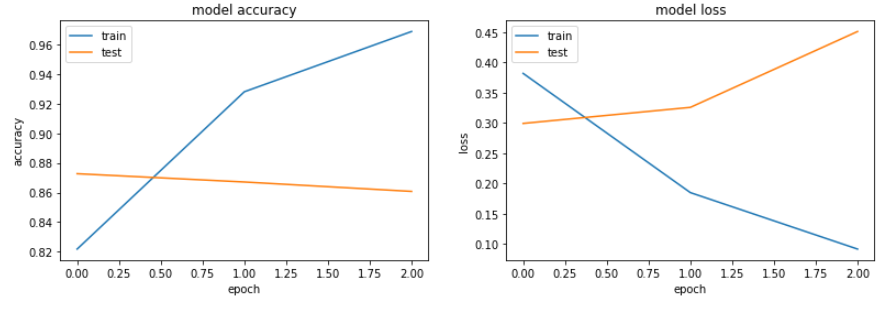 model accuracy
train
test
0.96
0.94
0.92
0.90
0.88
0.86
0.84
0.82
accuracy
0.00 0.25 0.50 0.75 1.00 1.25 1.50 1.75 2.00
epoch
model loss
train
test
0.45
0.40
0.35
0.30
0.25
0.20
0.15
0.10
loss
0.00 0.25 0.50 0.75 1.00 1.25 1.50 1.75 2.00
epoch